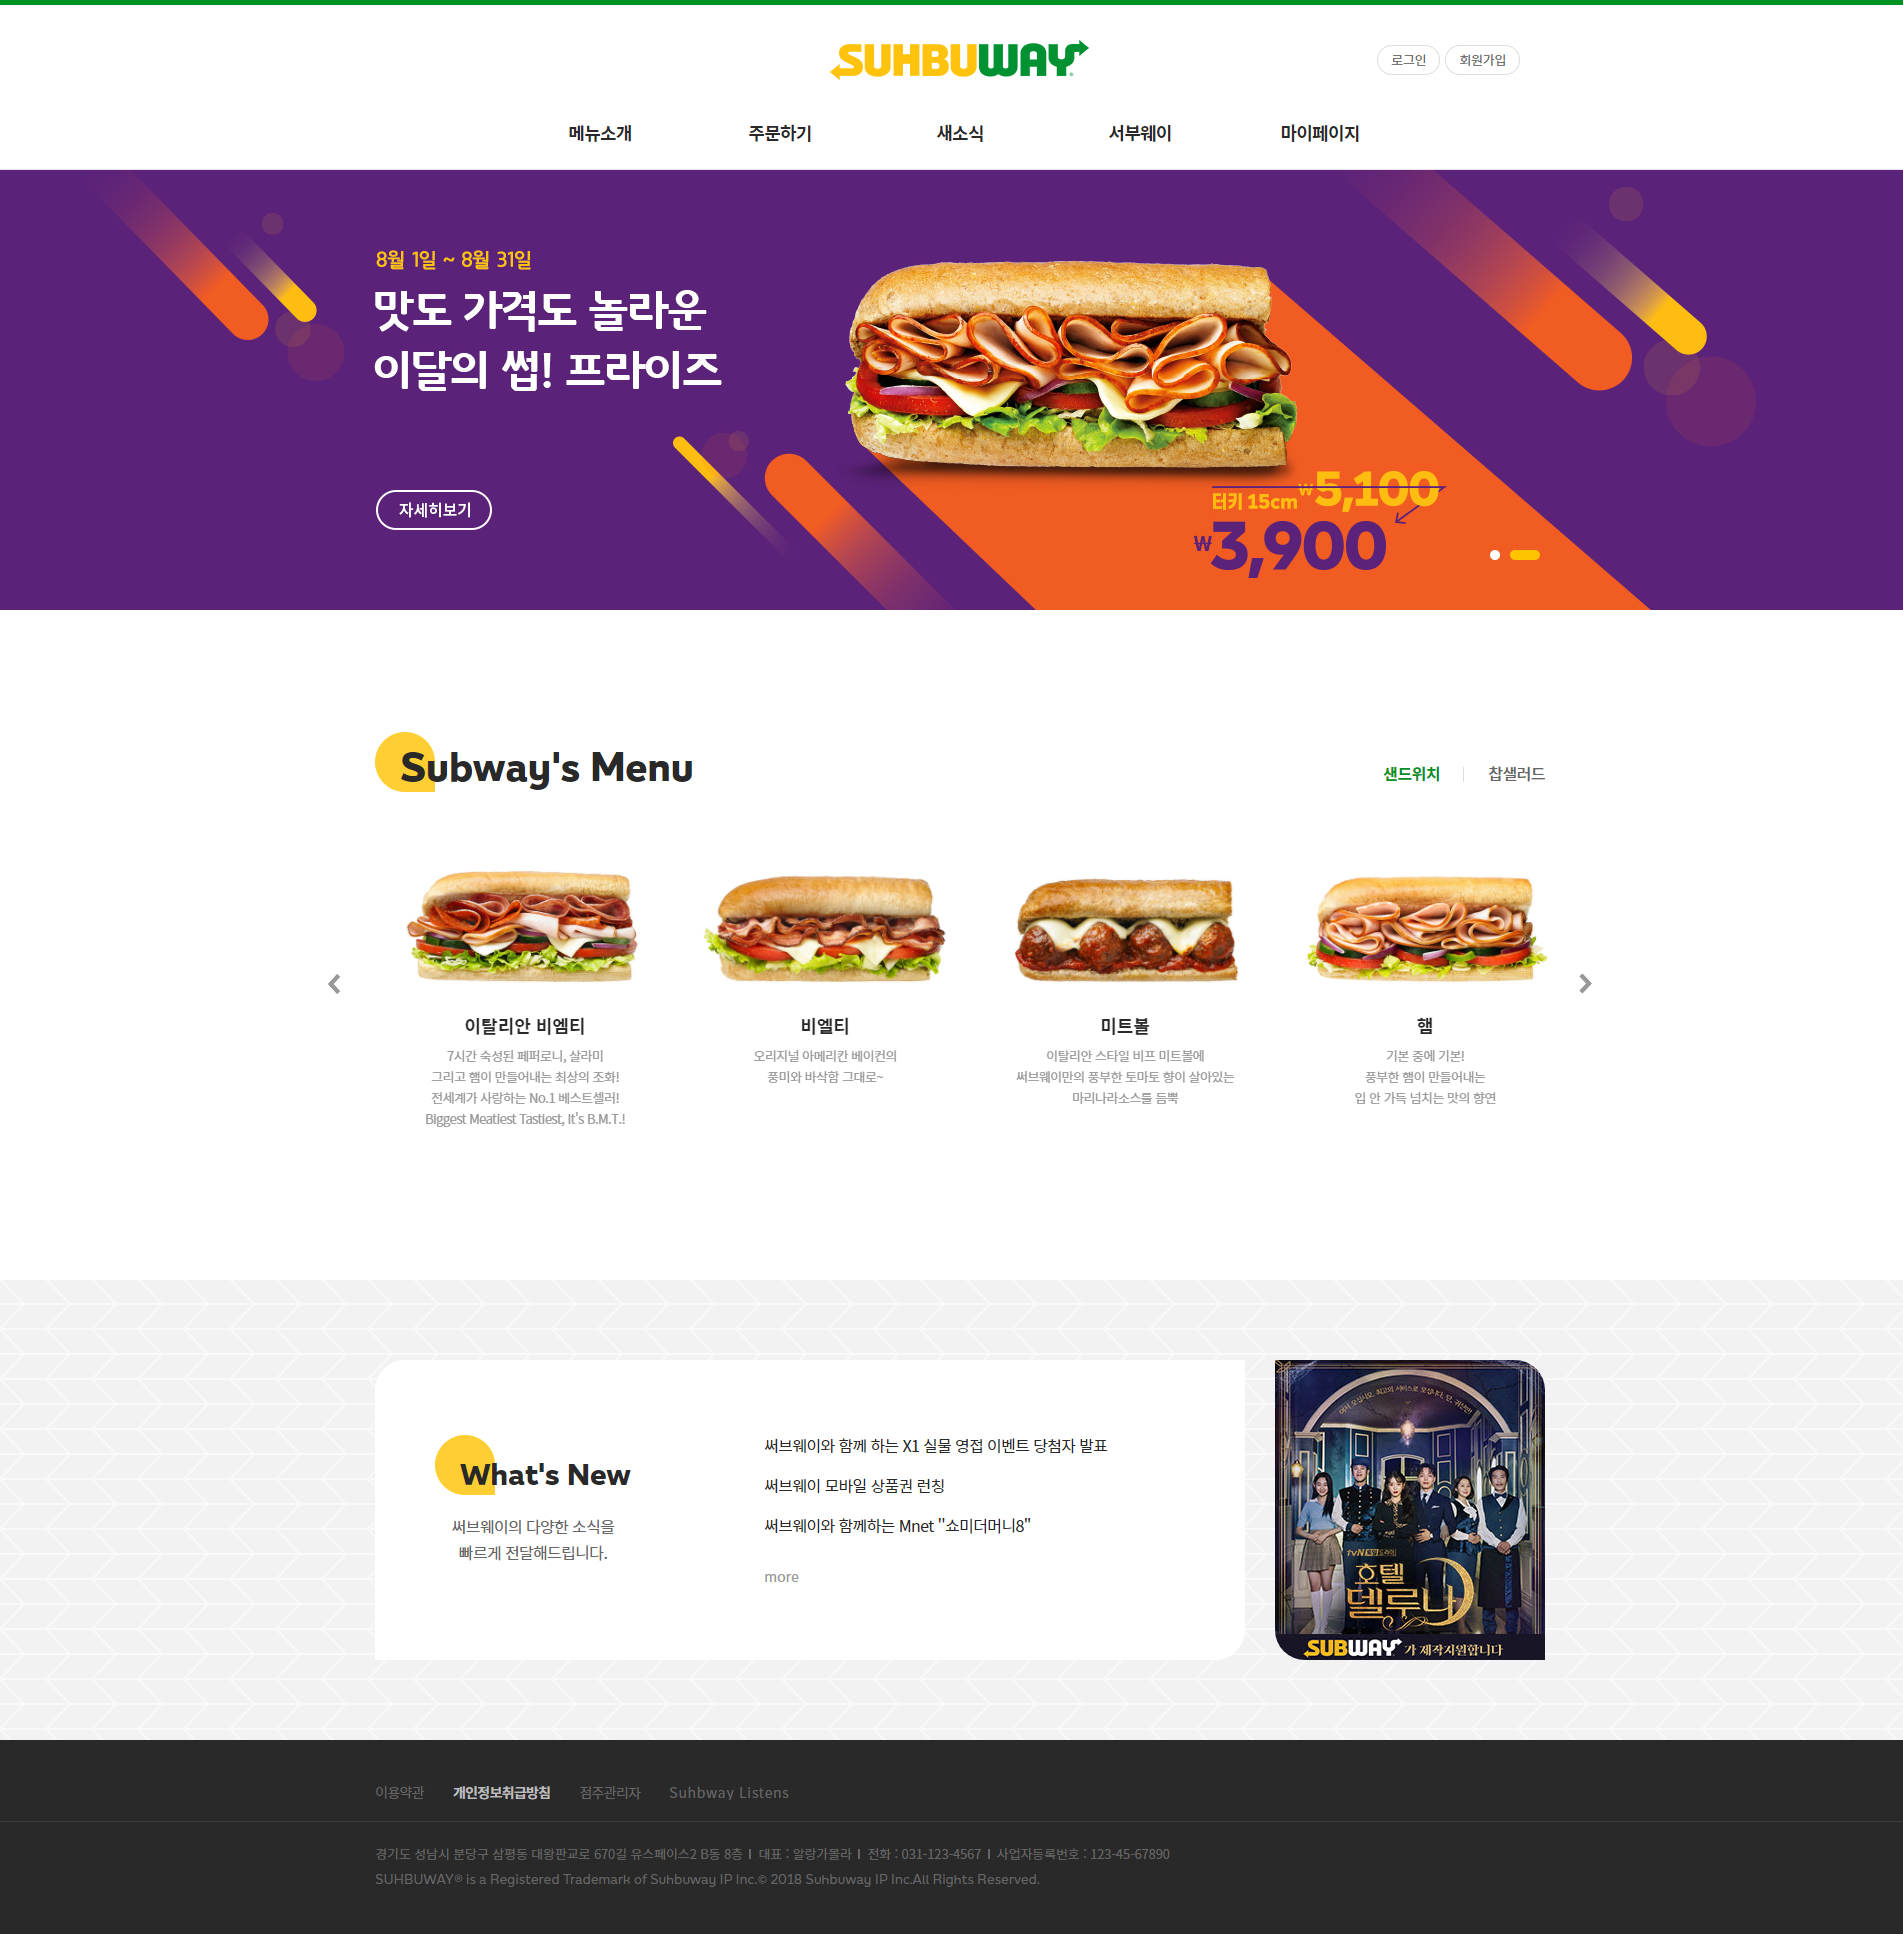 SUHBUWAY
로그인
회원가입
메뉴소개
주문하기
새소식
서부웨이
마이페이지
8월 1일 ~ 8월 31일
맛도 가격도 놀라운
이달의 썹! 프라이즈
자세히보기
터키 15cm ₩5,100
₩3,900
Subway's Menu
샌드위치
찹샐러드
이탈리안 비엠티
7시간 숙성된 페퍼로니, 살라미
그리고 햄이 만들어내는 최상의 조화!
전세계가 사랑하는 No.1 베스트셀러!
Biggest Meatiest Tastiest, It's B.M.T.!
비엘티
오리지널 아메리칸 베이컨의
풍미와 바삭함 그대로~
미트볼
이탈리안 스타일 비프 미트볼에
써브웨이만의 풍부한 토마토 향이 살아있는
마리나라소스를 듬뿍
햄
기본 중에 기본!
풍부한 햄이 만들어내는
입 안 가득 넘치는 맛의 향연
What's New
써브웨이의 다양한 소식을
빠르게 전달해드립니다.
써브웨이와 함께 하는 X1 실물 영접 이벤트 당첨자 발표
써브웨이 모바일 상품권 런칭
써브웨이와 함께하는 Mnet "쇼미더머니8"
more
tvN
호텔
델루나
SUBWAY 가 제작지원합니다
이용약관
개인정보취급방침
점주관리자
Suhbway Listens
경기도 성남시 분당구 삼평동 대왕판교로 670길 유스페이스2 B동 8층 I 대표 : 알랑가몰라 I 전화 : 031-123-4567 I 사업자등록번호 : 123-45-67890
SUHBUWAY® is a Registered Trademark of Suhbuway IP Inc.© 2018 Suhbuway IP Inc.All Rights Reserved.